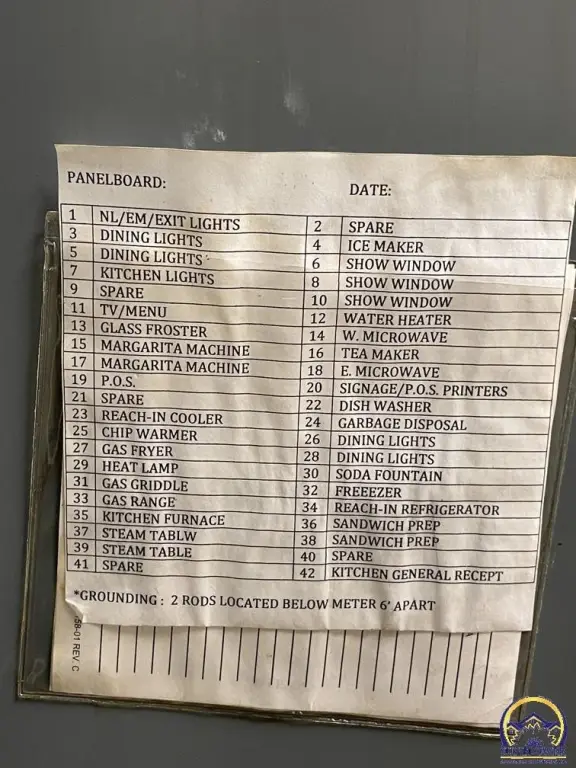 PANELBOARD: DATE:
1 NL/EM/EXIT LIGHTS 2 SPARE
3 DINING LIGHTS 4 ICE MAKER
5 DINING LIGHTS 6 SHOW WINDOW
7 KITCHEN LIGHTS 8 SHOW WINDOW
9 SPARE 10 SHOW WINDOW
11 TV/MENU 12 WATER HEATER
13 GLASS FROSTER 14 W. MICROWAVE
15 MARGARITA MACHINE 16 TEA MAKER
17 MARGARITA MACHINE 18 E. MICROWAVE
19 P.O.S. 20 SIGNAGE/P.O.S. PRINTERS
21 SPARE 22 DISH WASHER
23 REACH-IN COOLER 24 GARBAGE DISPOSAL
25 CHIP WARMER 26 DINING LIGHTS
27 GAS FRYER 28 DINING LIGHTS
29 HEAT LAMP 30 SODA FOUNTAIN
31 GAS GRIDDLE 32 FREEEZER
33 GAS RANGE 34 REACH-IN REFRIGERATOR
35 KITCHEN FURNACE 36 SANDWICH PREP
37 STEAM TABLW 38 SANDWICH PREP
39 STEAM TABLE 40 SPARE
41 SPARE 42 KITCHEN GENERAL RECEPT
*GROUNDING : 2 RODS LOCATED BELOW METER 6' APART
58-01 REV. C